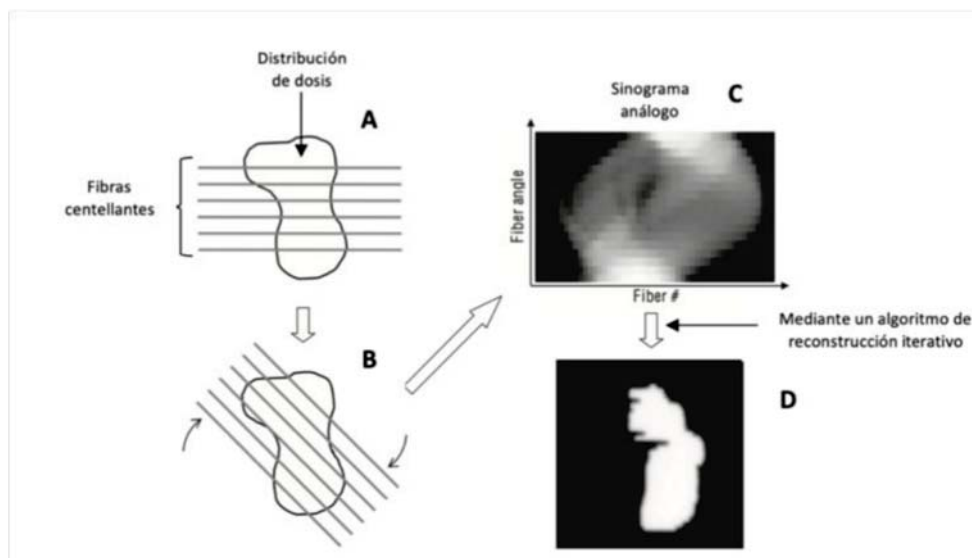 Distribución
de dosis
A
Fibras
centellantes
B
Sinograma
análogo
C
Fiber angle
Fiber #
Mediante un algoritmo de
reconstrucción iterativo
D